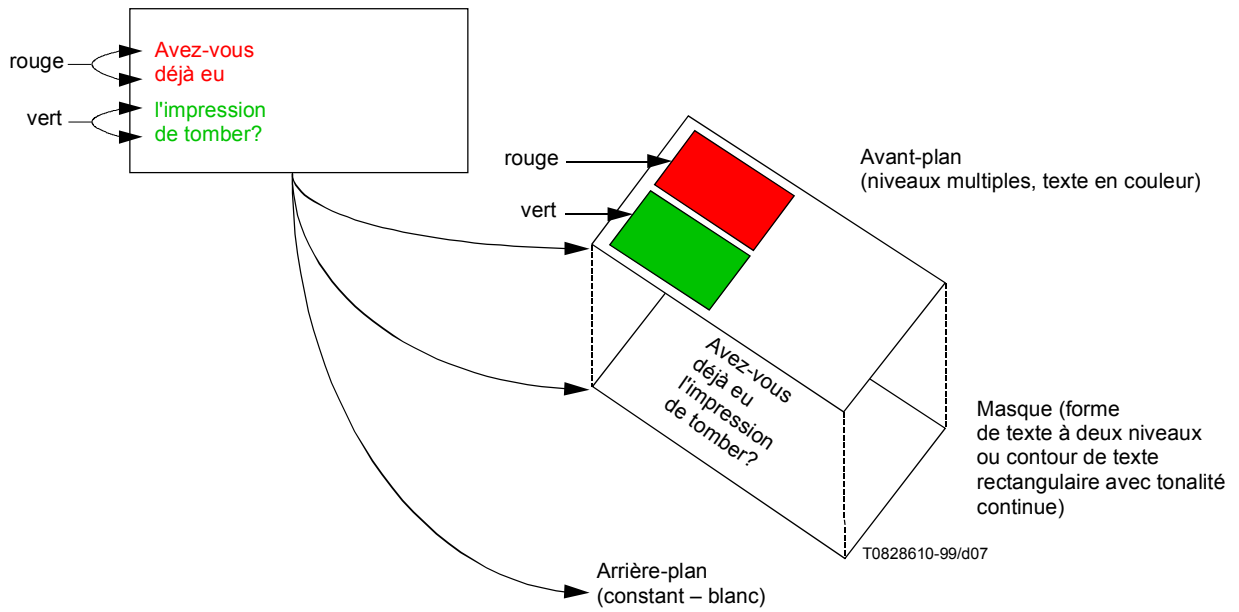 rouge
Avez-vous
déjà eu
vert
l'impression
de tomber?
rouge
vert
Avant-plan
(niveaux multiples, texte en couleur)
Avez-vous
déjà eu
l'impression
de tomber?
Masque (forme
de texte à deux niveaux
ou contour de texte
rectangulaire avec tonalité
continue)
T0828610-99/d07
Arrière-plan
(constant – blanc)